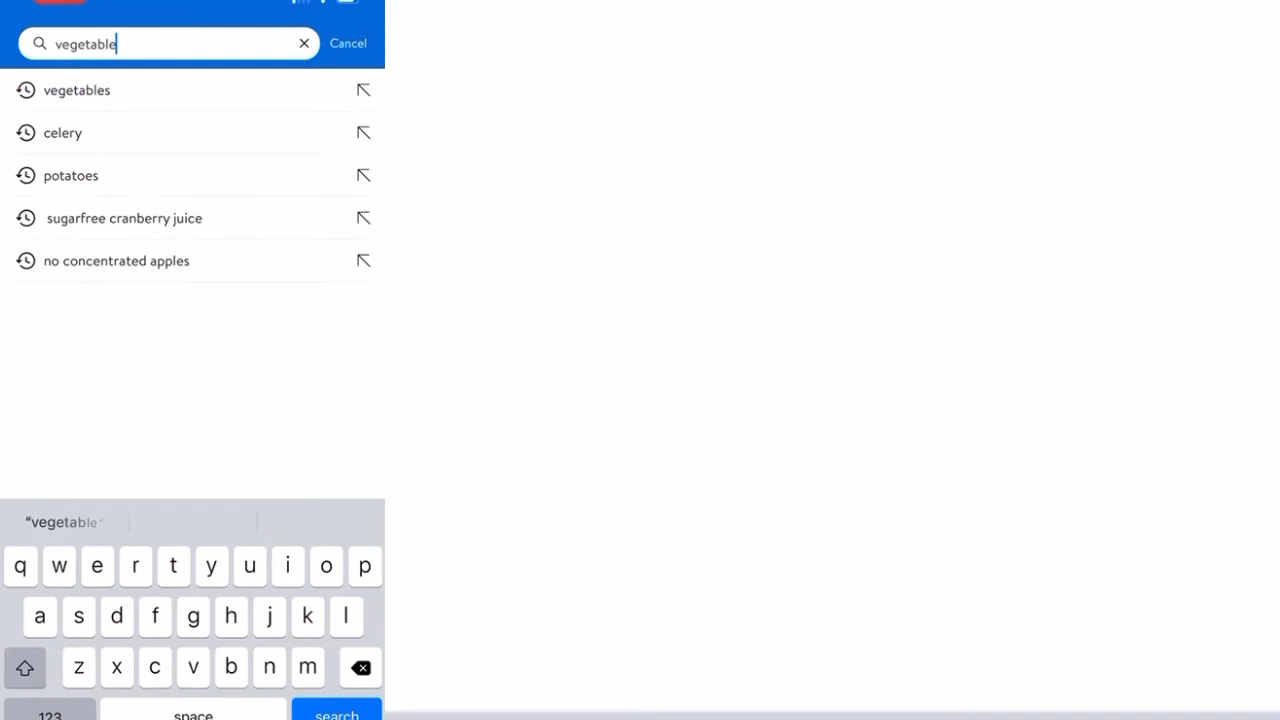 vegetable
Cancel
vegetables
celery
potatoes
sugarfree cranberry juice
no concentrated apples
"vegetable"
q w e r t y u i o p
a s d f g h j k l
z x c v b n m
123 space search